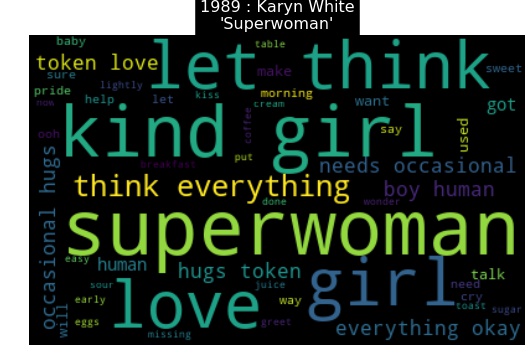 1989 : Karyn White
'Superwoman'
baby
table
token love
let think
sure
make
sweet
pride
lightly
kiss
morning
help
let
cream
want
got
now
kind girl
ooh
coffee
say
used
breakfast
put
needs occasional
think everything
boy human
occasional hugs
done
wonder
superwoman
easy
human
hugs token
girl
talk
will
sour
love
juice
way
need
cry
toast
early
sugar
eggs
greet
missing
everything okay